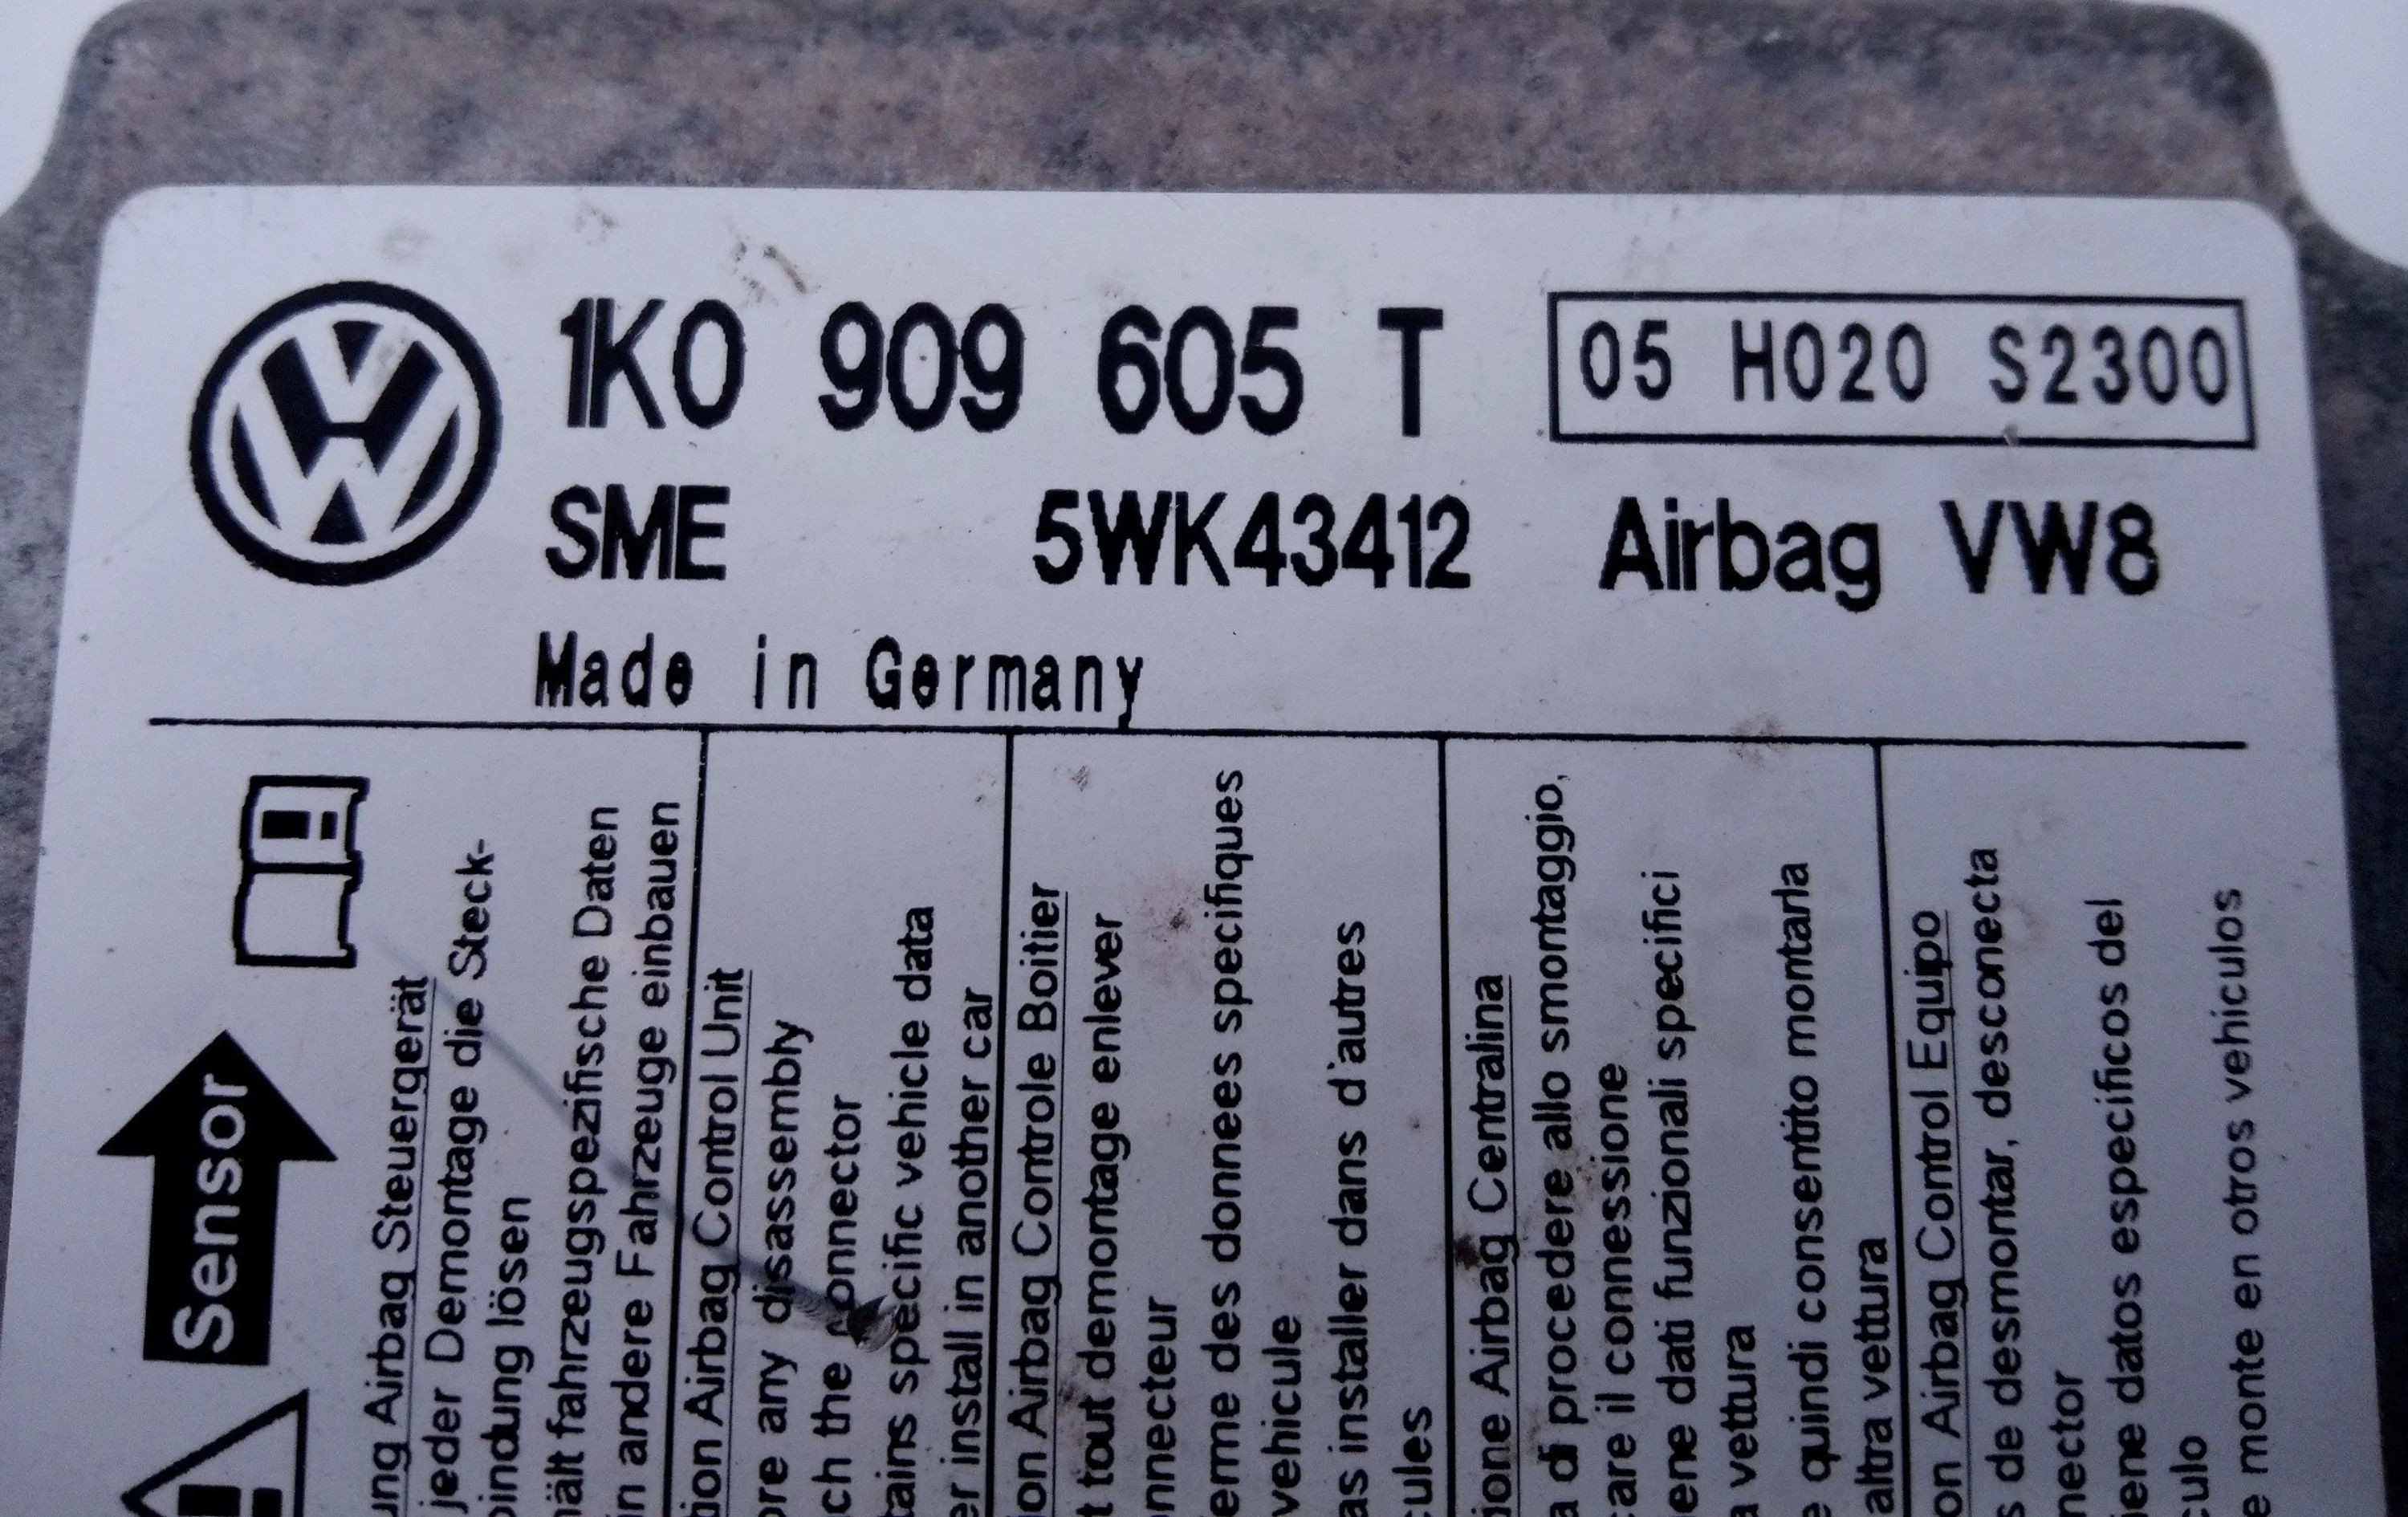 1K0 909 605 T
05 H020 S2300
SME 5WK43412 Airbag VW8
Made in Germany
Sensor
Airbag Steuergerät
jeder Demontage die Steck-
bindung lösen
fahrzeugspezifische Daten
in andere Fahrzeuge einbauen
Airbag Control Unit
any disassembly
the connector
specific vehicle data
install in another car
Airbag Controle Boitier
tout demontage enlever
des donnees specifiques
vehicule
installer dans d'autres
Airbag Centralina
di procedere allo smontaggio,
il connessione
dati funzionali specifici
vettura
quindi consentito montarla
altra vettura
Airbag Control Equipo
de desmontar, desconecta
datos especificos del
monte en otros vehiculos